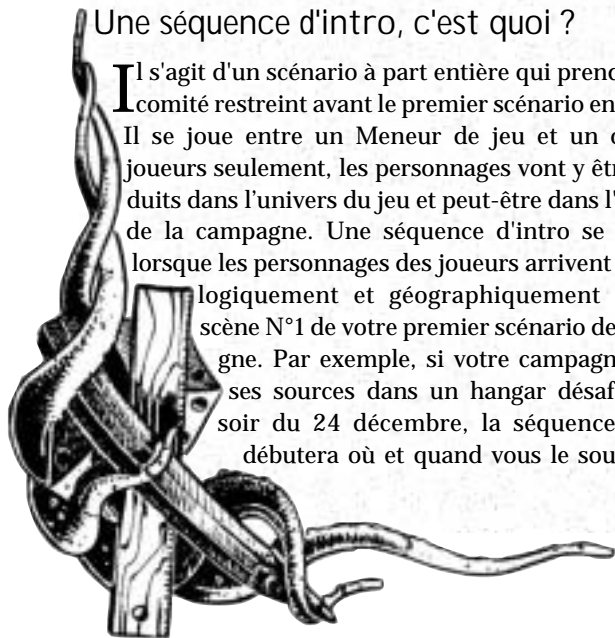 Une séquence d'intro, c'est quoi ?
Il s'agit d'un scénario à part entière qui prend
comité restreint avant le premier scénario en
Il se joue entre un Meneur de jeu et un
joueurs seulement, les personnages vont y
duits dans l'univers du jeu et peut-être dans
de la campagne. Une séquence d'intro se
lorsque les personnages des joueurs arrivent
logiquement et géographiquement
scène N°1 de votre premier scénario de
gne. Par exemple, si votre campagn
ses sources dans un hangar désaf
soir du 24 décembre, la séquence
débutera où et quand vous le sou